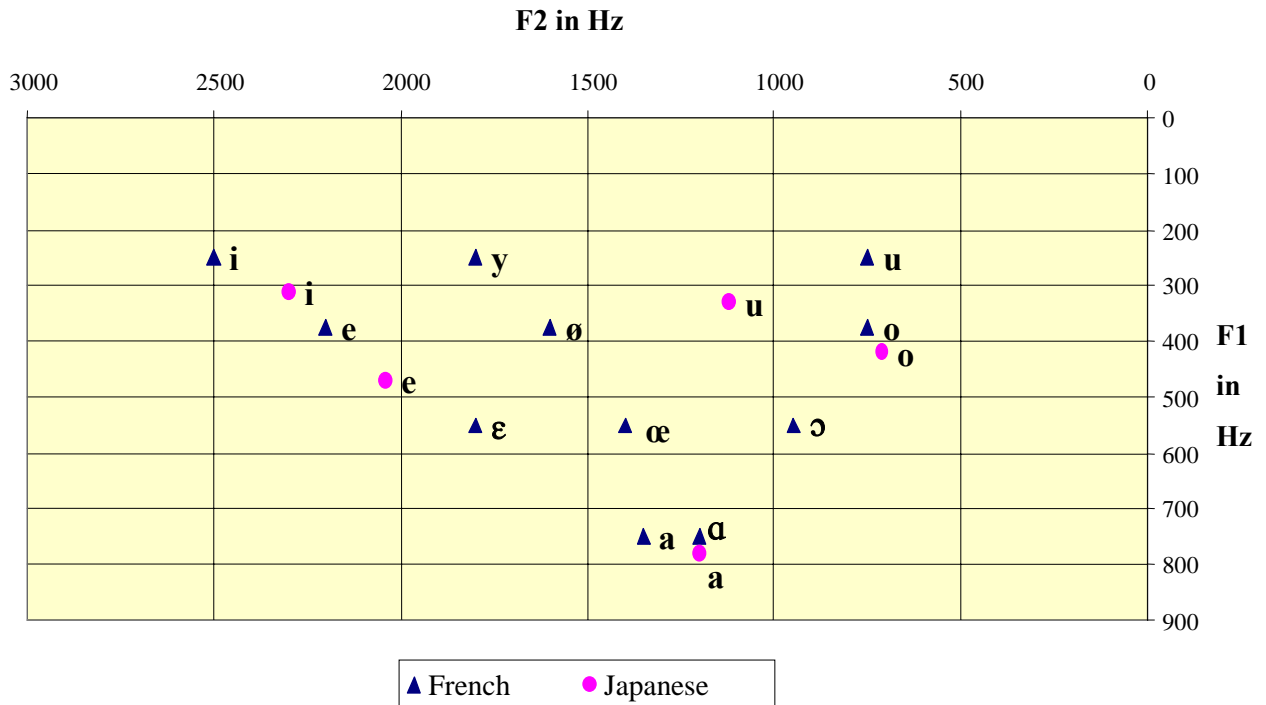 F2 in Hz
3000 2500 2000 1500 1000 500 0
0
100
200
i y u
300
i u
e ø o
F1
400
o
in
e
500
ɛ œ ɔ
Hz
600
700
a ɑ
800
a
900
French Japanese